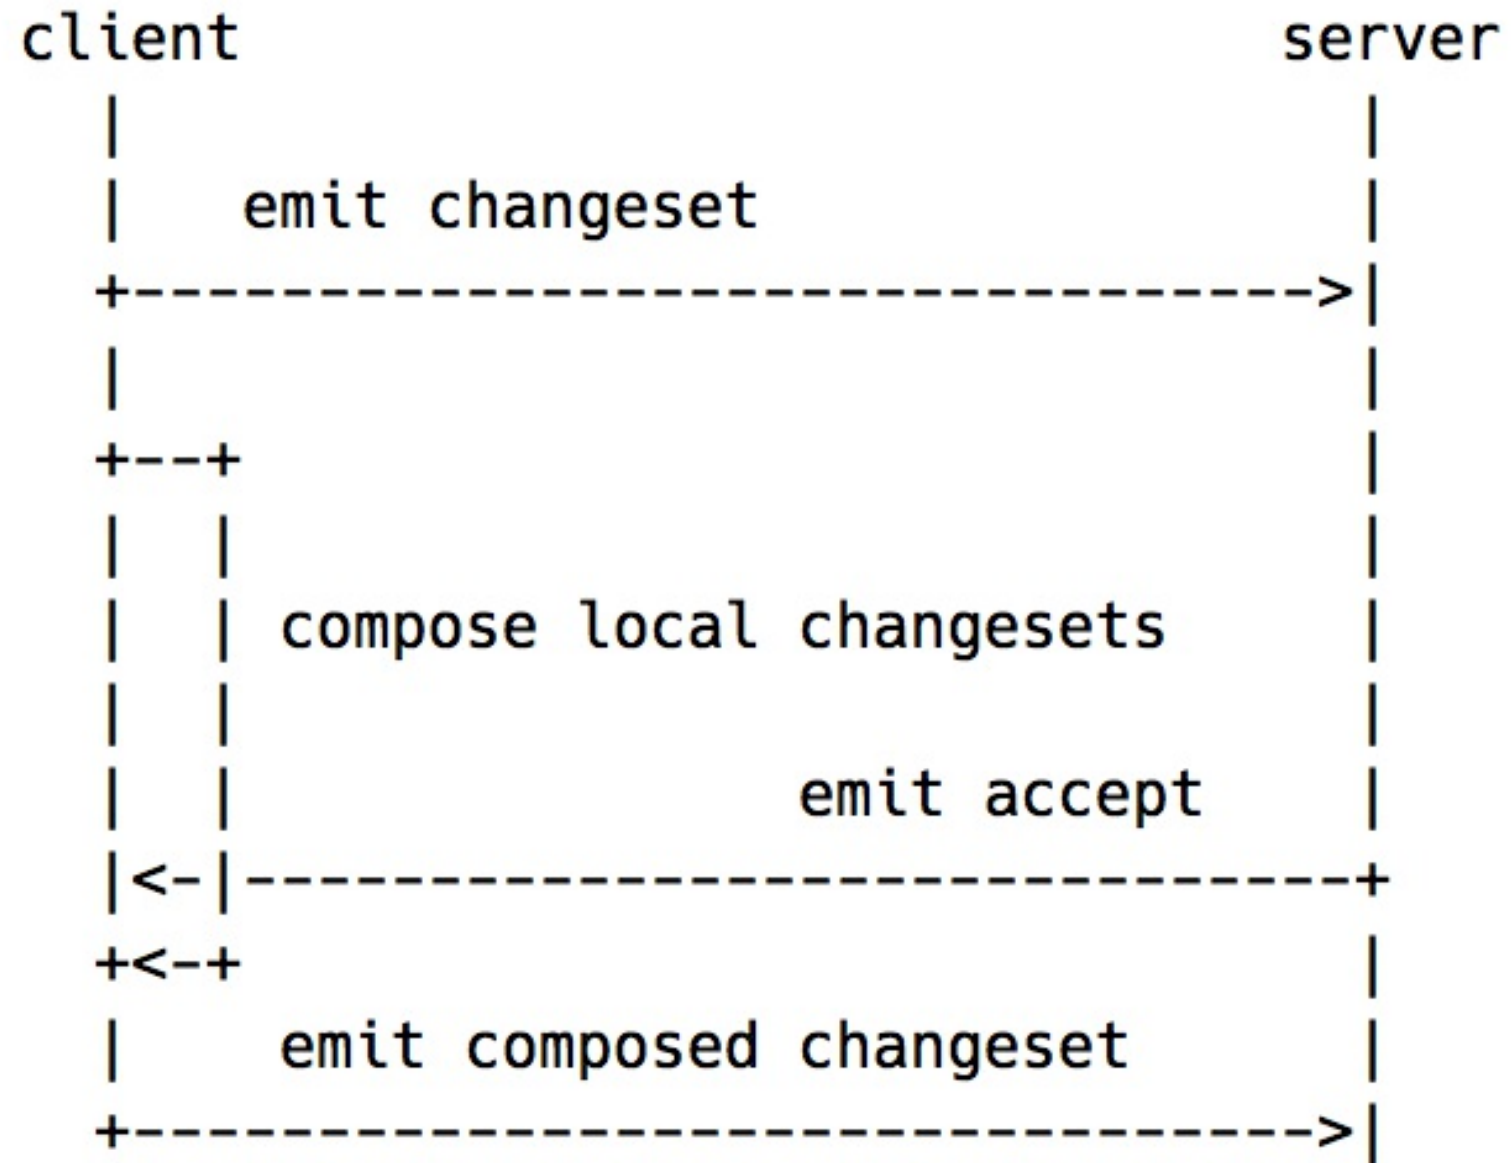 client server
emit changeset
compose local changesets
emit accept
emit composed changeset